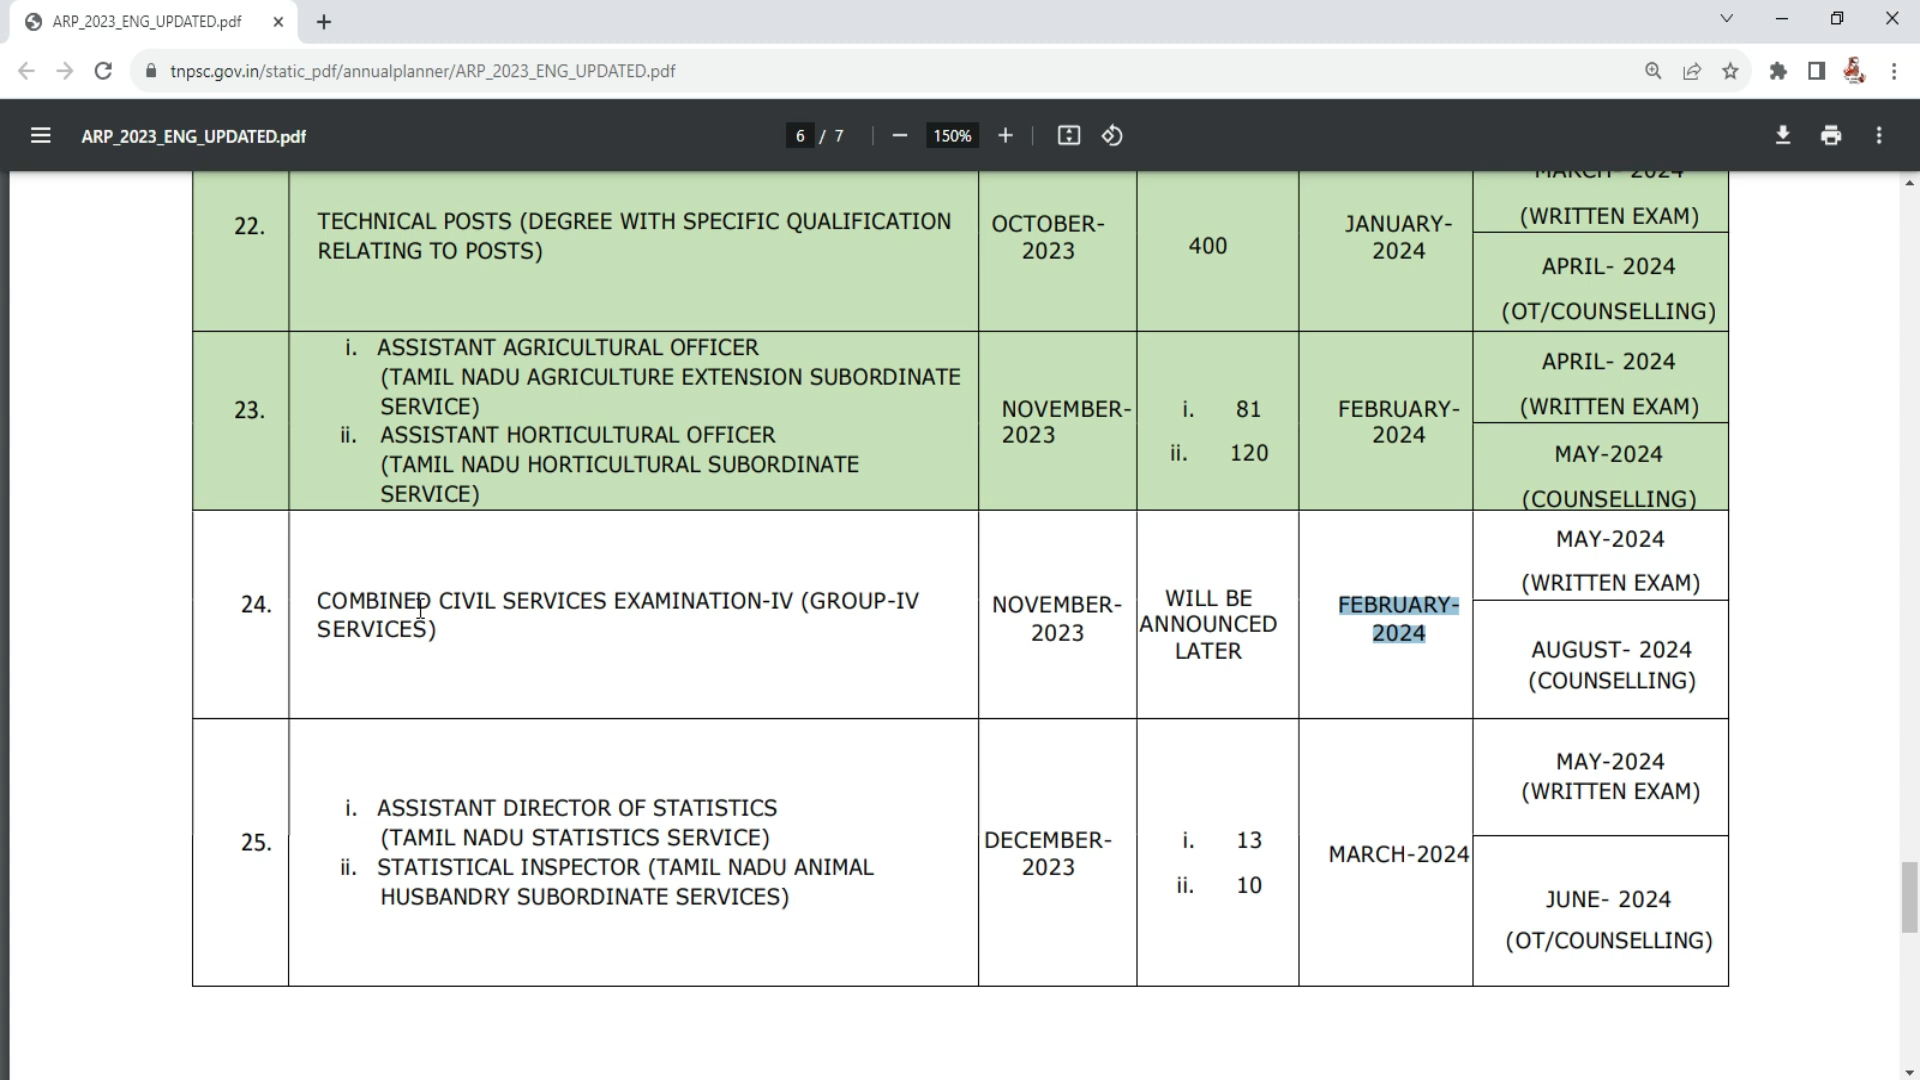 ARP_2023_ENG_UPDATED.pdf
tnpsc.gov.in/static_pdf/annualplanner/ARP_2023_ENG_UPDATED.pdf
ARP_2023_ENG_UPDATED.pdf
6 / 7
150%
22.
TECHNICAL POSTS (DEGREE WITH SPECIFIC QUALIFICATION
RELATING TO POSTS)
OCTOBER-
2023
400
JANUARY-
2024
MARCH- 2024
(WRITTEN EXAM)
APRIL- 2024
(OT/COUNSELLING)
23.
i. ASSISTANT AGRICULTURAL OFFICER
(TAMIL NADU AGRICULTURE EXTENSION SUBORDINATE
SERVICE)
ii. ASSISTANT HORTICULTURAL OFFICER
(TAMIL NADU HORTICULTURAL SUBORDINATE
SERVICE)
NOVEMBER-
2023
i. 81
ii. 120
FEBRUARY-
2024
APRIL- 2024
(WRITTEN EXAM)
MAY-2024
(COUNSELLING)
24.
COMBINED CIVIL SERVICES EXAMINATION-IV (GROUP-IV
SERVICES)
NOVEMBER-
2023
WILL BE
ANNOUNCED
LATER
FEBRUARY-
2024
MAY-2024
(WRITTEN EXAM)
AUGUST- 2024
(COUNSELLING)
25.
i. ASSISTANT DIRECTOR OF STATISTICS
(TAMIL NADU STATISTICS SERVICE)
ii. STATISTICAL INSPECTOR (TAMIL NADU ANIMAL
HUSBANDRY SUBORDINATE SERVICES)
DECEMBER-
2023
i. 13
ii. 10
MARCH-2024
MAY-2024
(WRITTEN EXAM)
JUNE- 2024
(OT/COUNSELLING)